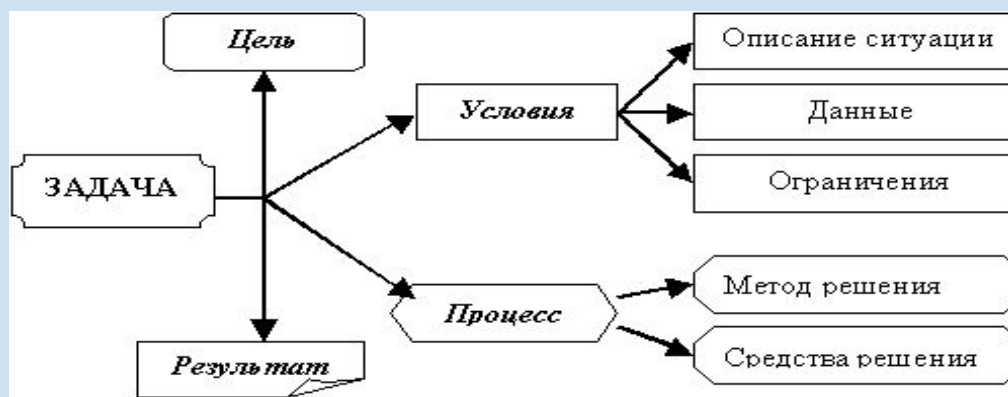 Цель
Описание ситуации
Условия
Данные
ЗАДАЧА
Ограничения
Процесс
Метод решения
Результат
Средства решения